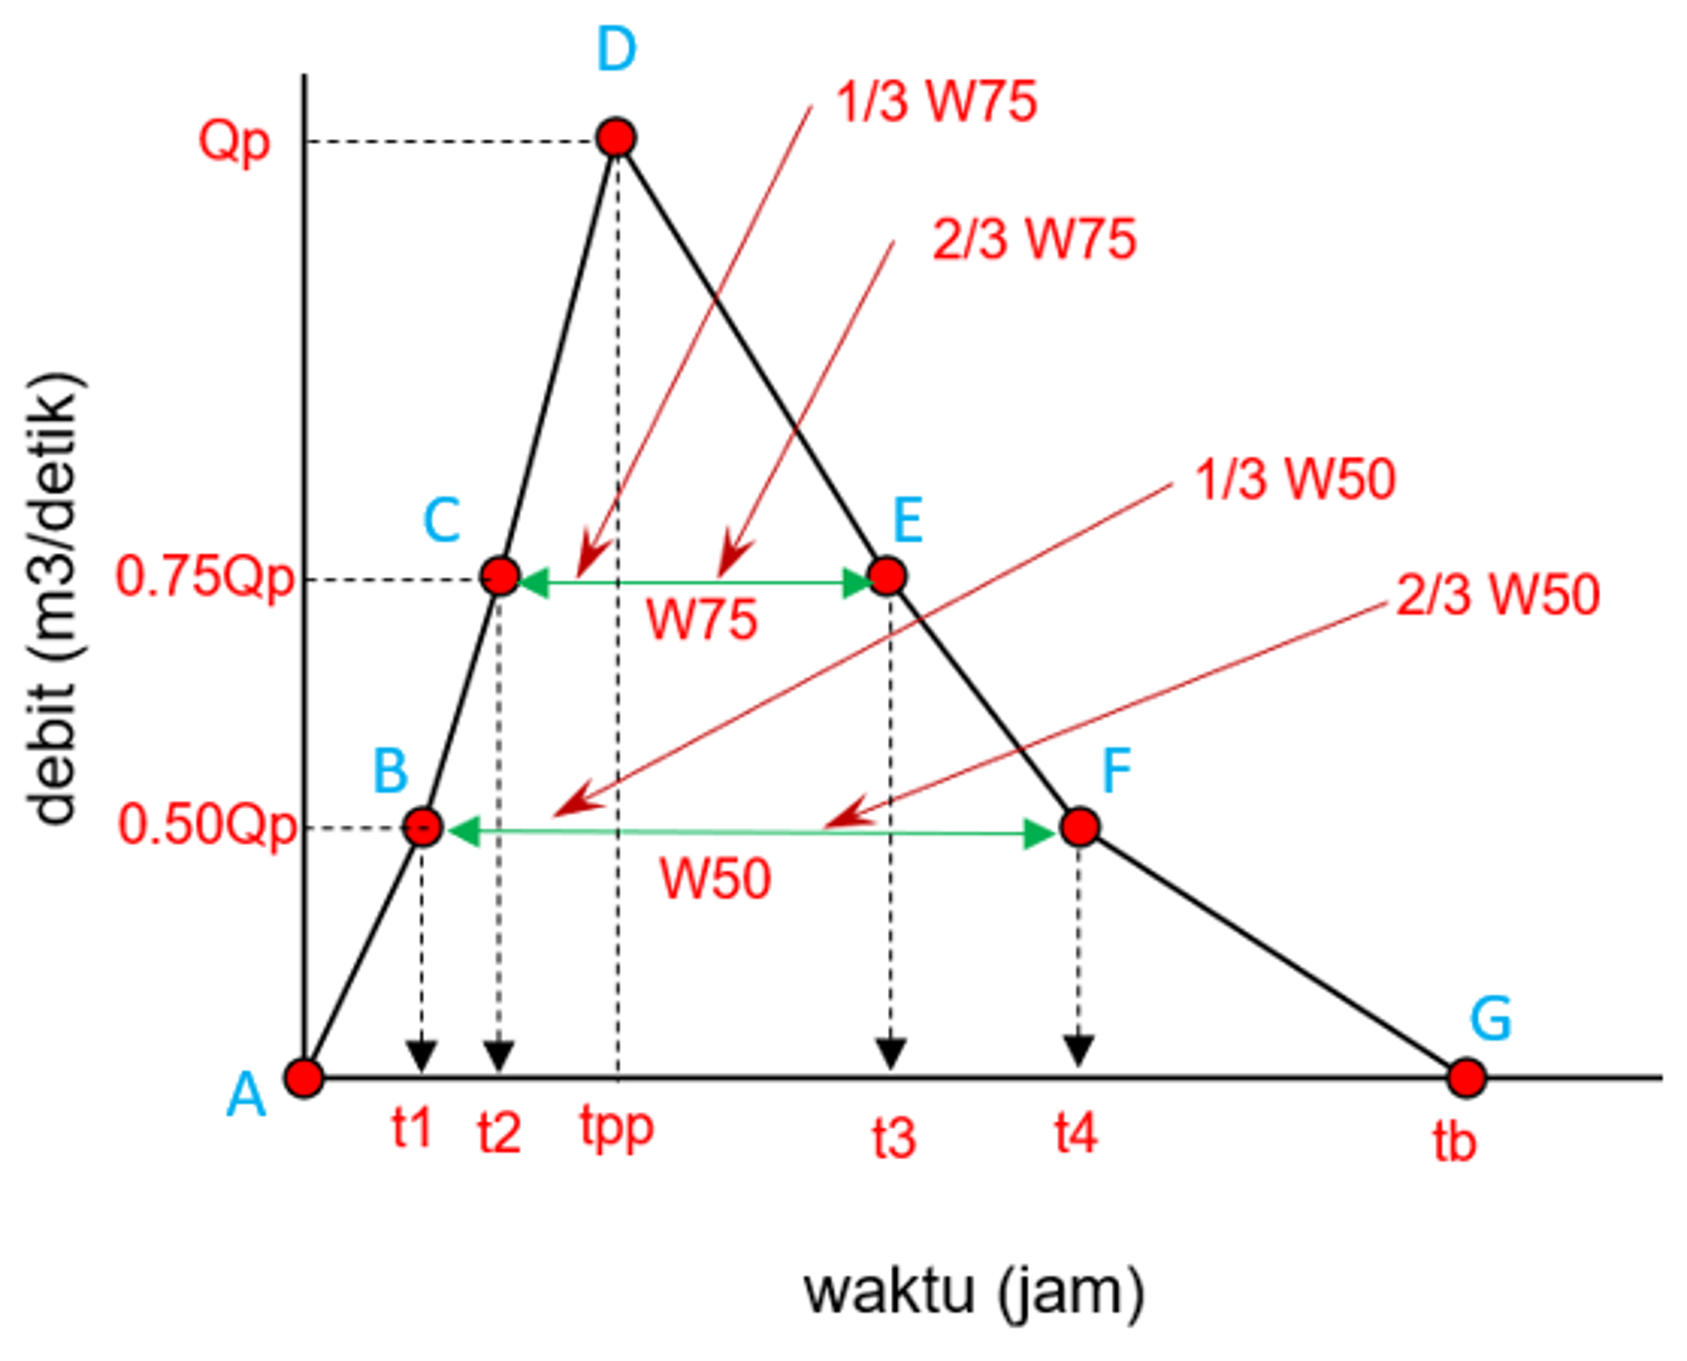 D
1/3 W75
Qp
2/3 W75
1/3 W50
C
E
0.75Qp
2/3 W50
W75
B
F
0.50Qp
W50
debit (m3/detik)
G
A
t1
t2
tpp
t3
t4
tb
waktu (jam)